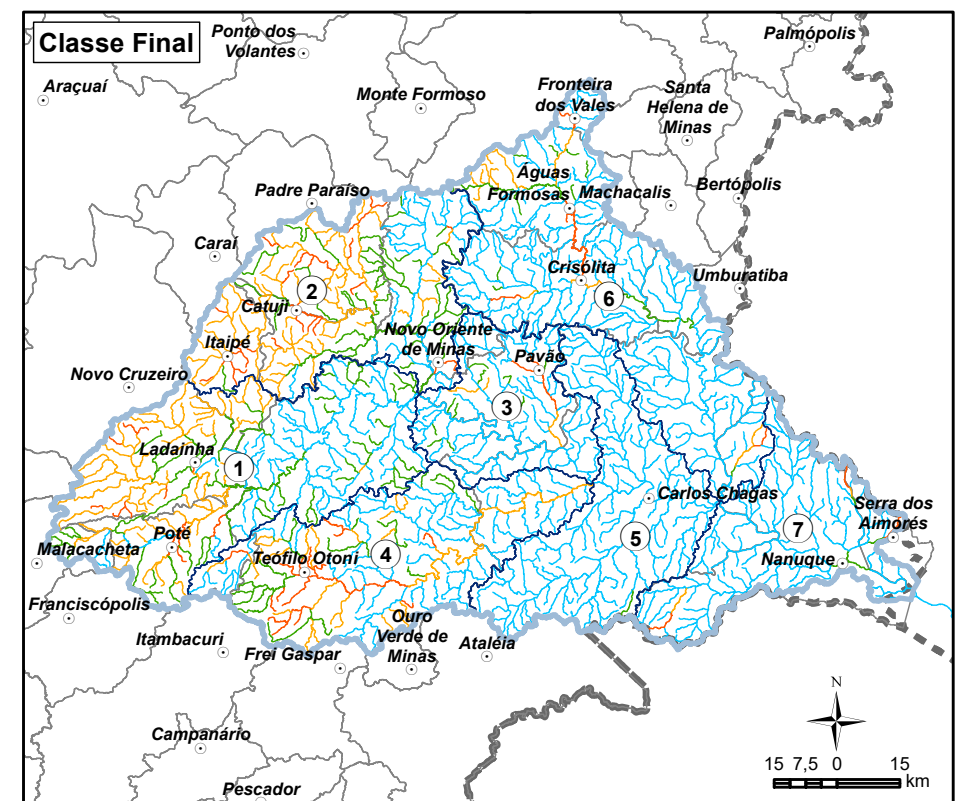 Classe Final
Ponto dos
Volantes
Palmópolis
Araçuaí
Monte Formoso
Fronteira
dos Vales
Santa
Helena de
Minas
Padre Paraíso
Águas
Formosas
Machacalis
Bertópolis
Caraí
Crisólita
Umburatiba
2
6
Catuji
Itaipé
Novo Oriente
de Minas
Pavão
Novo Cruzeiro
3
Ladainha
1
Carlos Chagas
Serra dos
Aimorés
Poté
4
5
7
Malacacheta
Teófilo Otoni
Nanuque
Franciscópolis
Ouro
Verde de
Minas
Itambacuri
Frei Gaspar
Ataléia
N
Campanário
15 7,5 0 15
km
Pescador